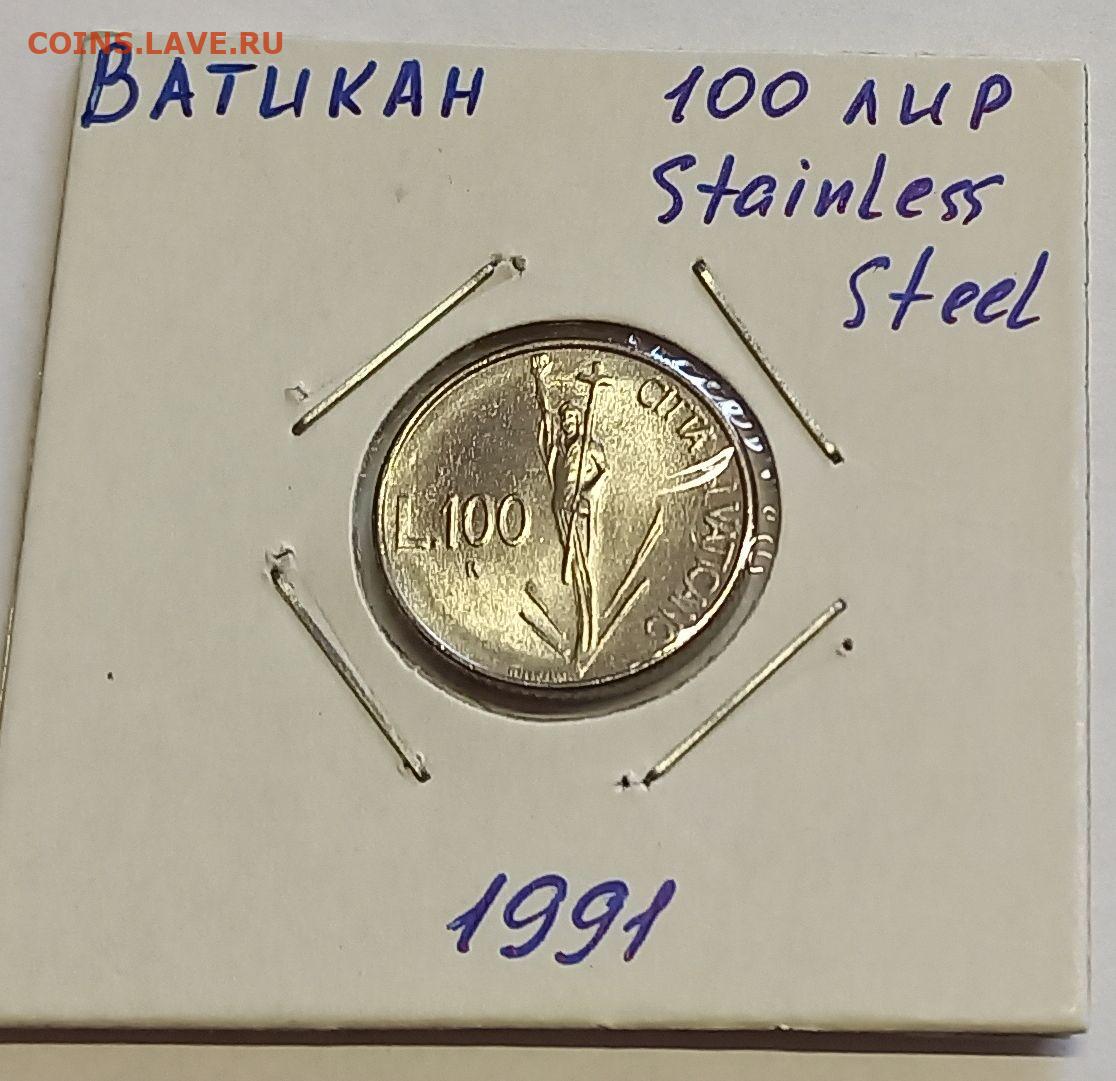 COINS.LAVE.RU
ВАТИКАН 100 ЛИР
Stainless
Steel
CITTA VATICANO
L.100
R
1991